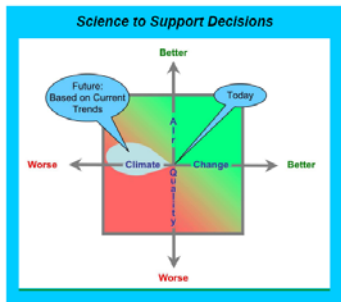 Science to Support Decisions
Better
Future:
Based on Current
Trends
Today
Air
Worse
Climate
Change
Better
Quality
Worse